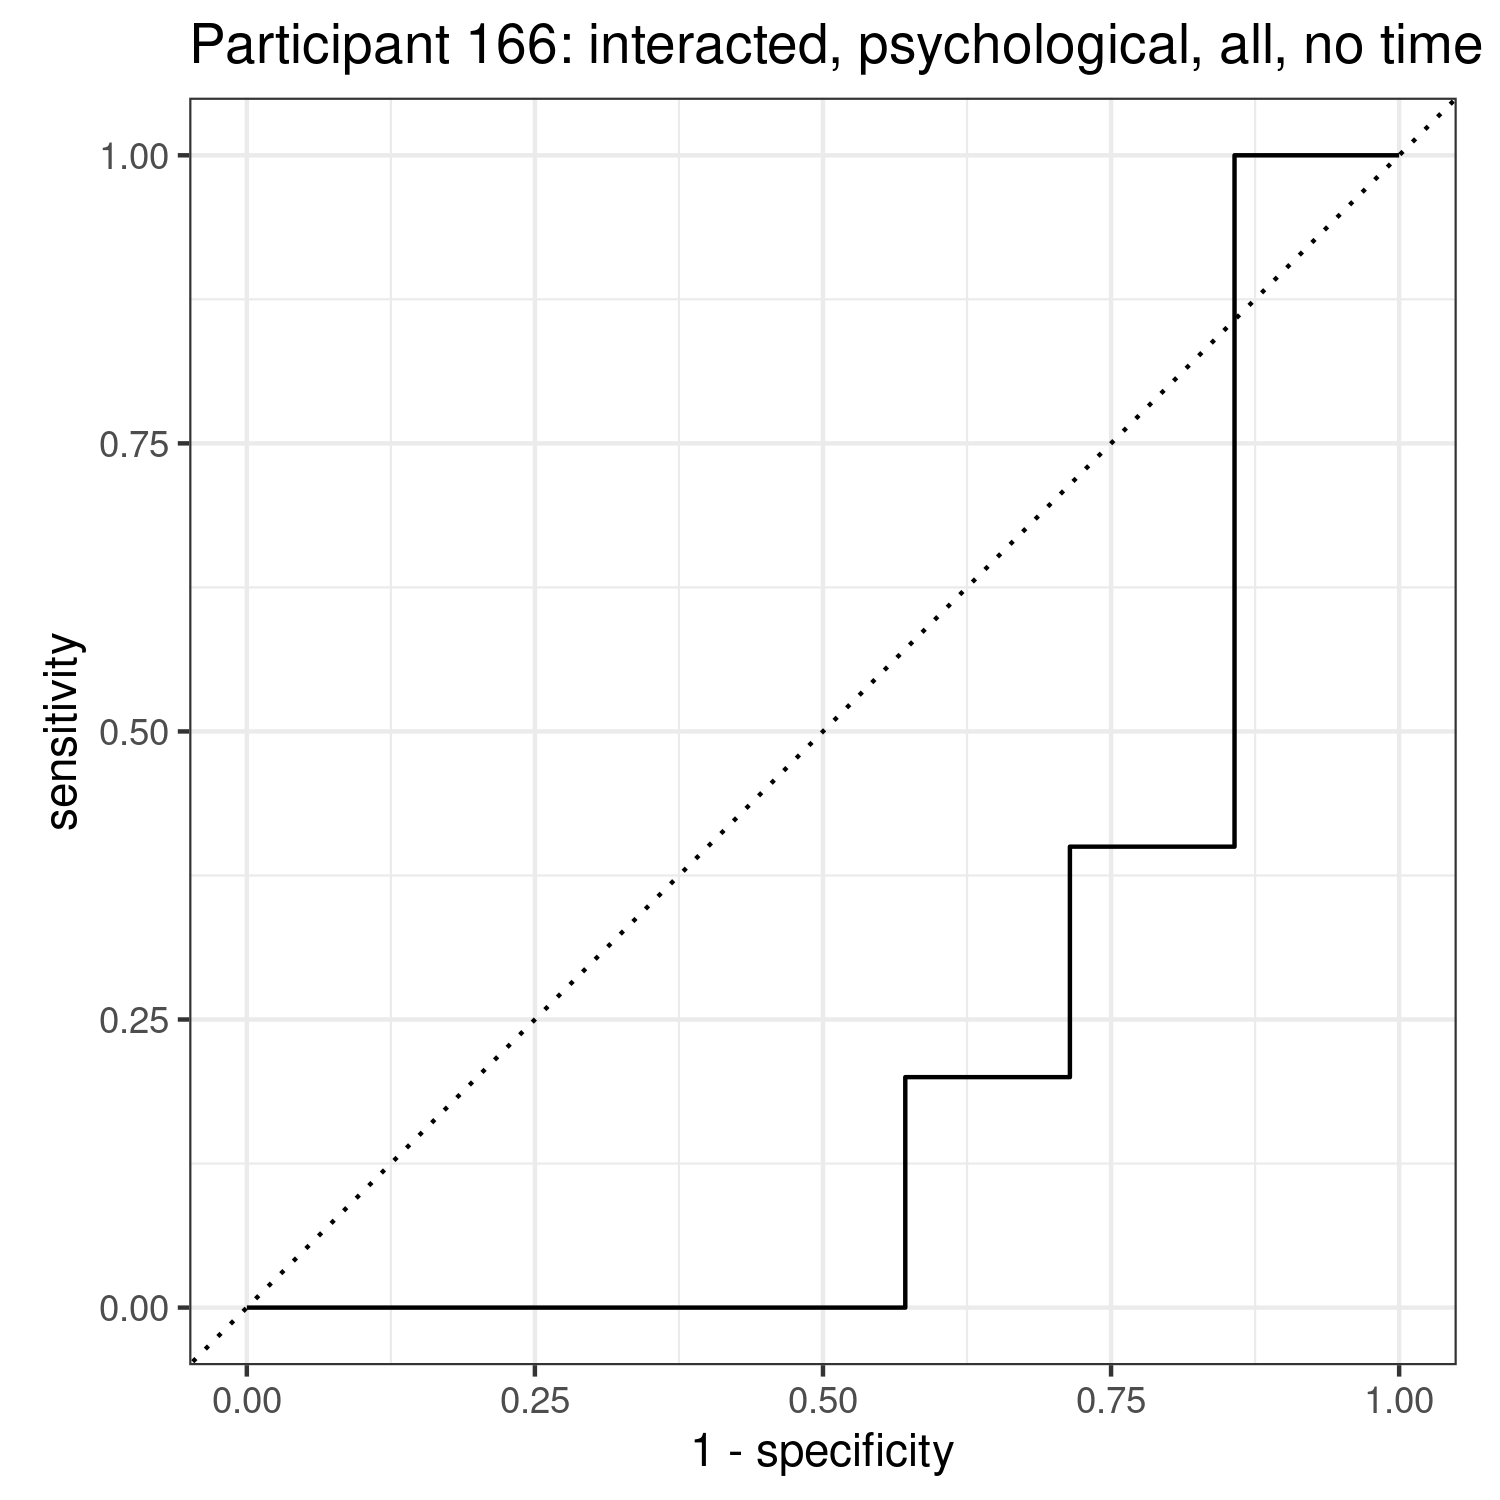 Participant 166: interacted, psychological, all, no time
1.00
0.75
0.50
0.25
0.00
sensitivity
0.00 0.25 0.50 0.75 1.00
1 - specificity